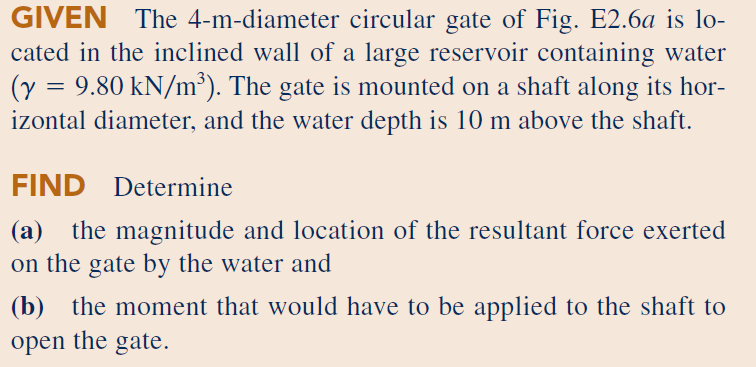 GIVEN The 4-m-diameter circular gate of Fig. E2.6a is lo-
cated in the inclined wall of a large reservoir containing water
(γ = 9.80 kN/m³). The gate is mounted on a shaft along its hor-
izontal diameter, and the water depth is 10 m above the shaft.
FIND Determine
(a) the magnitude and location of the resultant force exerted
on the gate by the water and
(b) the moment that would have to be applied to the shaft to
open the gate.